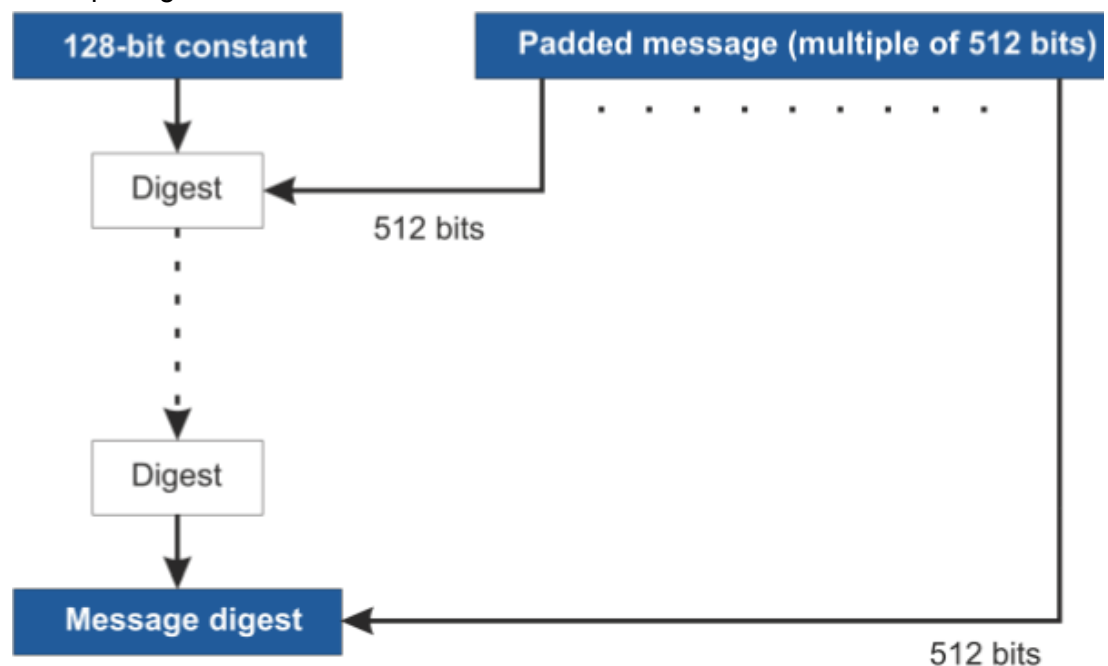 128-bit constant
Padded message (multiple of 512 bits)
Digest
512 bits
Digest
Message digest
512 bits